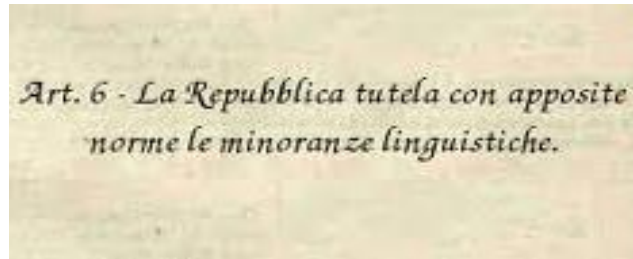 Art. 6 - La Repubblica tutela con apposite
norme le minoranze linguistiche.